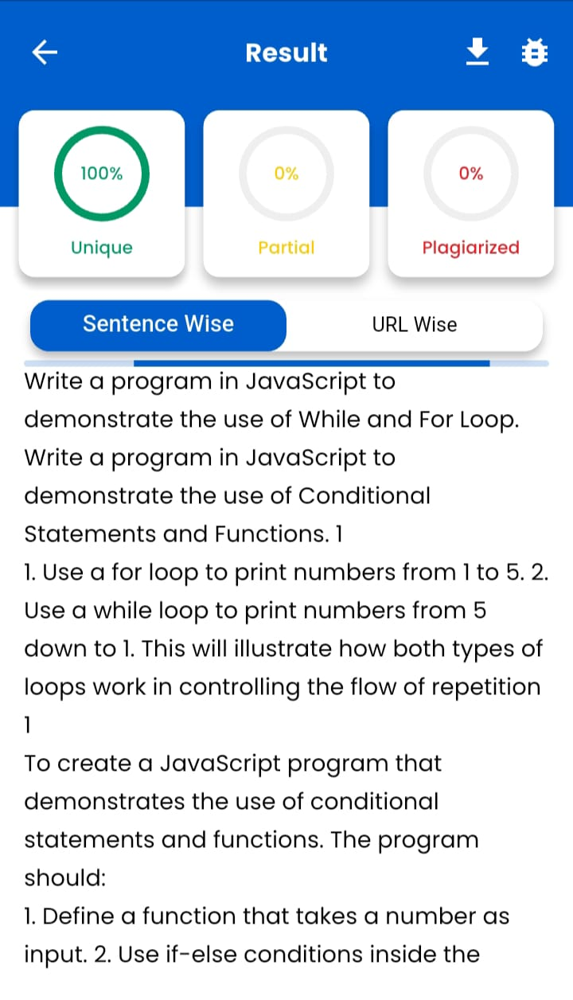 Result
100%
0%
0%
Unique
Partial
Plagiarized
Sentence Wise
URL Wise
Write a program in JavaScript to
demonstrate the use of While and For Loop.
Write a program in JavaScript to
demonstrate the use of Conditional
Statements and Functions. 1
1. Use a for loop to print numbers from 1 to 5. 2.
Use a while loop to print numbers from 5
down to 1. This will illustrate how both types of
loops work in controlling the flow of repetition
1
To create a JavaScript program that
demonstrates the use of conditional
statements and functions. The program
should:
1. Define a function that takes a number as
input. 2. Use if-else conditions inside the